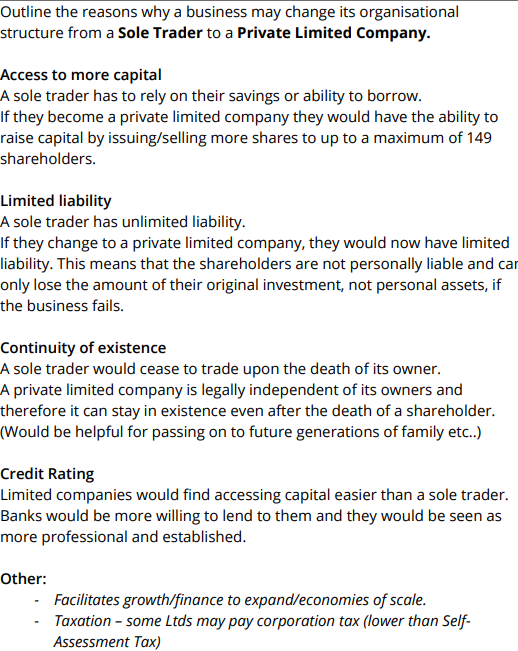 Outline the reasons why a business may change its organisational
structure from a Sole Trader to a Private Limited Company.
Access to more capital
A sole trader has to rely on their savings or ability to borrow.
If they become a private limited company they would have the ability to
raise capital by issuing/selling more shares to up to a maximum of 149
shareholders.
Limited liability
A sole trader has unlimited liability.
If they change to a private limited company, they would now have limited
liability. This means that the shareholders are not personally liable and can
only lose the amount of their original investment, not personal assets, if
the business fails.
Continuity of existence
A sole trader would cease to trade upon the death of its owner.
A private limited company is legally independent of its owners and
therefore it can stay in existence even after the death of a shareholder.
(Would be helpful for passing on to future generations of family etc..)
Credit Rating
Limited companies would find accessing capital easier than a sole trader.
Banks would be more willing to lend to them and they would be seen as
more professional and established.
Other:
- Facilitates growth/finance to expand/economies of scale.
- Taxation – some Ltds may pay corporation tax (lower than Self-
Assessment Tax)